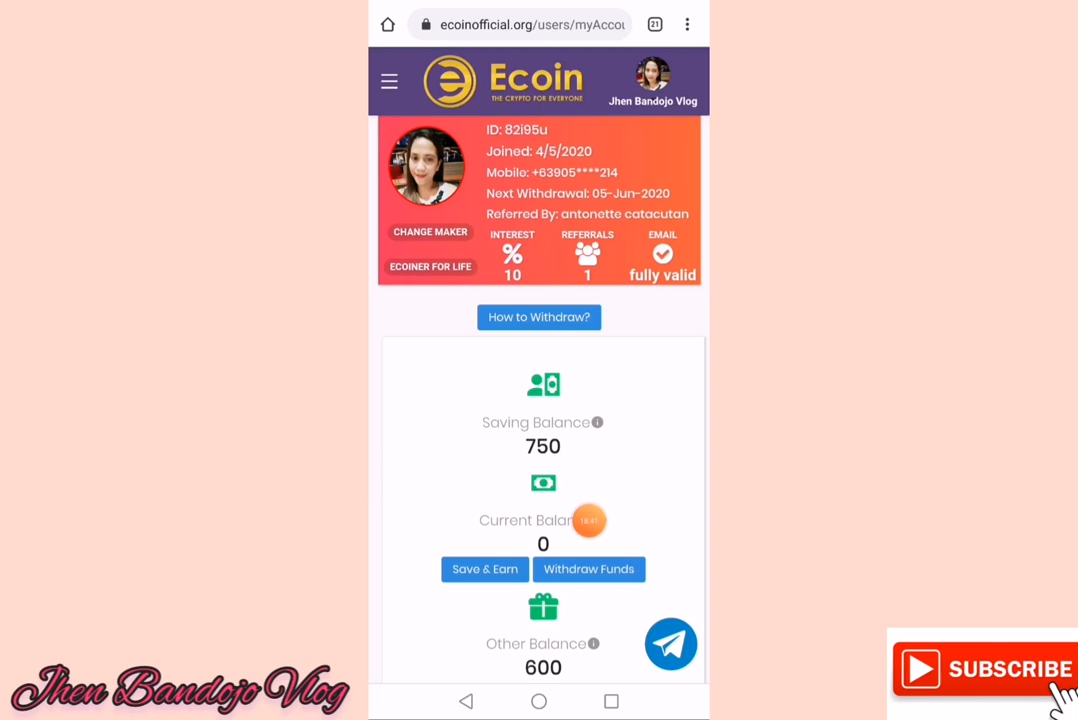 ecoinofficial.org/users/myAccou
21
Ecoin
THE CRYPTO FOR EVERYONE
Jhen Bandojo Vlog
ID: 82i95u
Joined: 4/5/2020
Mobile: +63905****214
Next Withdrawal: 05-Jun-2020
Referred By: antonette catacutan
CHANGE MAKER
INTEREST
REFERRALS
EMAIL
%
ECOINER FOR LIFE
10
1
fully valid
How to Withdraw?
Saving Balance
750
Current Balan
18:41
0
Save & Earn
Withdraw Funds
Other Balance
600
Jhen Bandojo Vlog
SUBSCRIBE